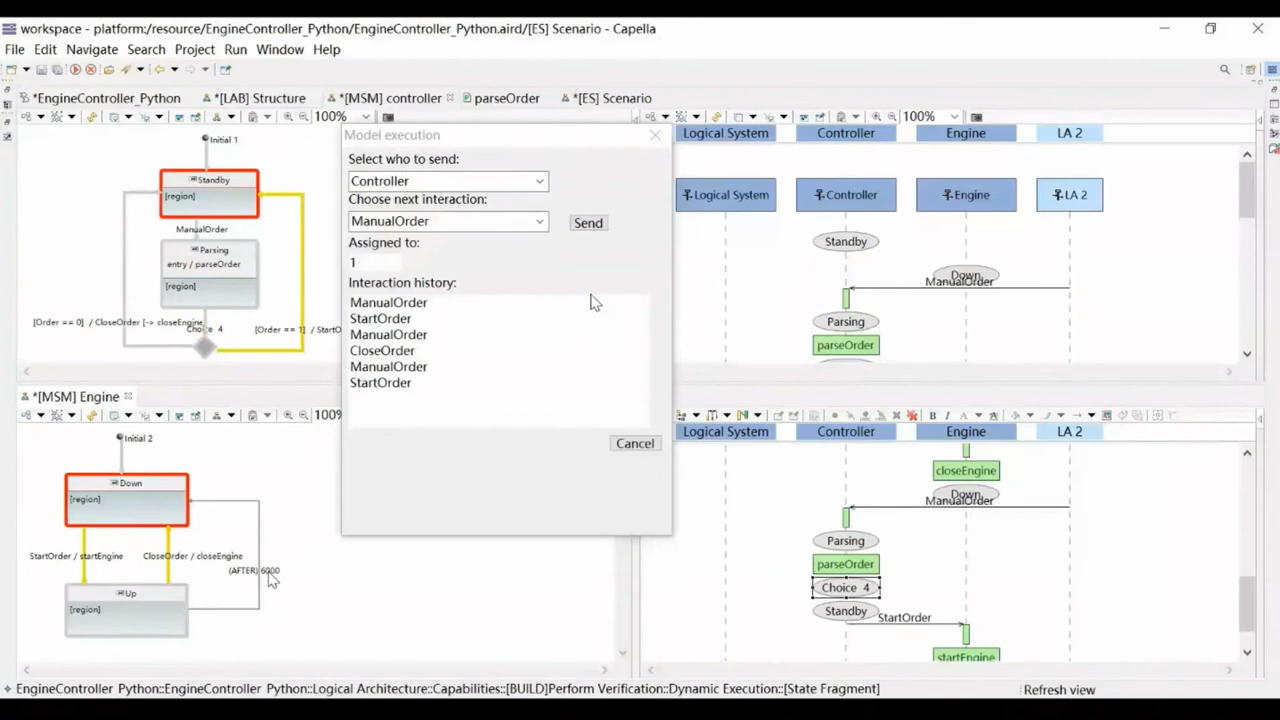 workspace - platform:/resource/EngineController_Python/EngineController_Python.aird/[ES] Scenario - Capella
File Edit Navigate Search Project Run Window Help
*EngineController_Python
*[LAB] Structure
*[MSM] controller
parseOrder
*[ES] Scenario
100%
Initial 1
Standby
[region]
ManualOrder
Parsing
entry / parseOrder
[region]
[Order == 0] / CloseOrder [-> closeEngine
Choice 4
[Order == 1] / StartO
Model execution
Select who to send:
Controller
Choose next interaction:
ManualOrder
Send
Assigned to:
1
Interaction history:
ManualOrder
StartOrder
ManualOrder
CloseOrder
ManualOrder
StartOrder
Cancel
100%
Logical System Controller Engine LA 2
Logical System Controller Engine LA 2
Standby
Down
ManualOrder
Parsing
parseOrder
*[MSM] Engine
100%
Initial 2
Down
[region]
StartOrder / startEngine
CloseOrder / closeEngine
(AFTER) 6000
Up
[region]
Logical System Controller Engine LA 2
closeEngine
Down
ManualOrder
Parsing
parseOrder
Choice 4
Standby
StartOrder
startEngine
EngineController Python::EngineController Python::Logical Architecture::Capabilities::[BUILD]Perform Verification::Dynamic Execution::[State Fragment]
Refresh view